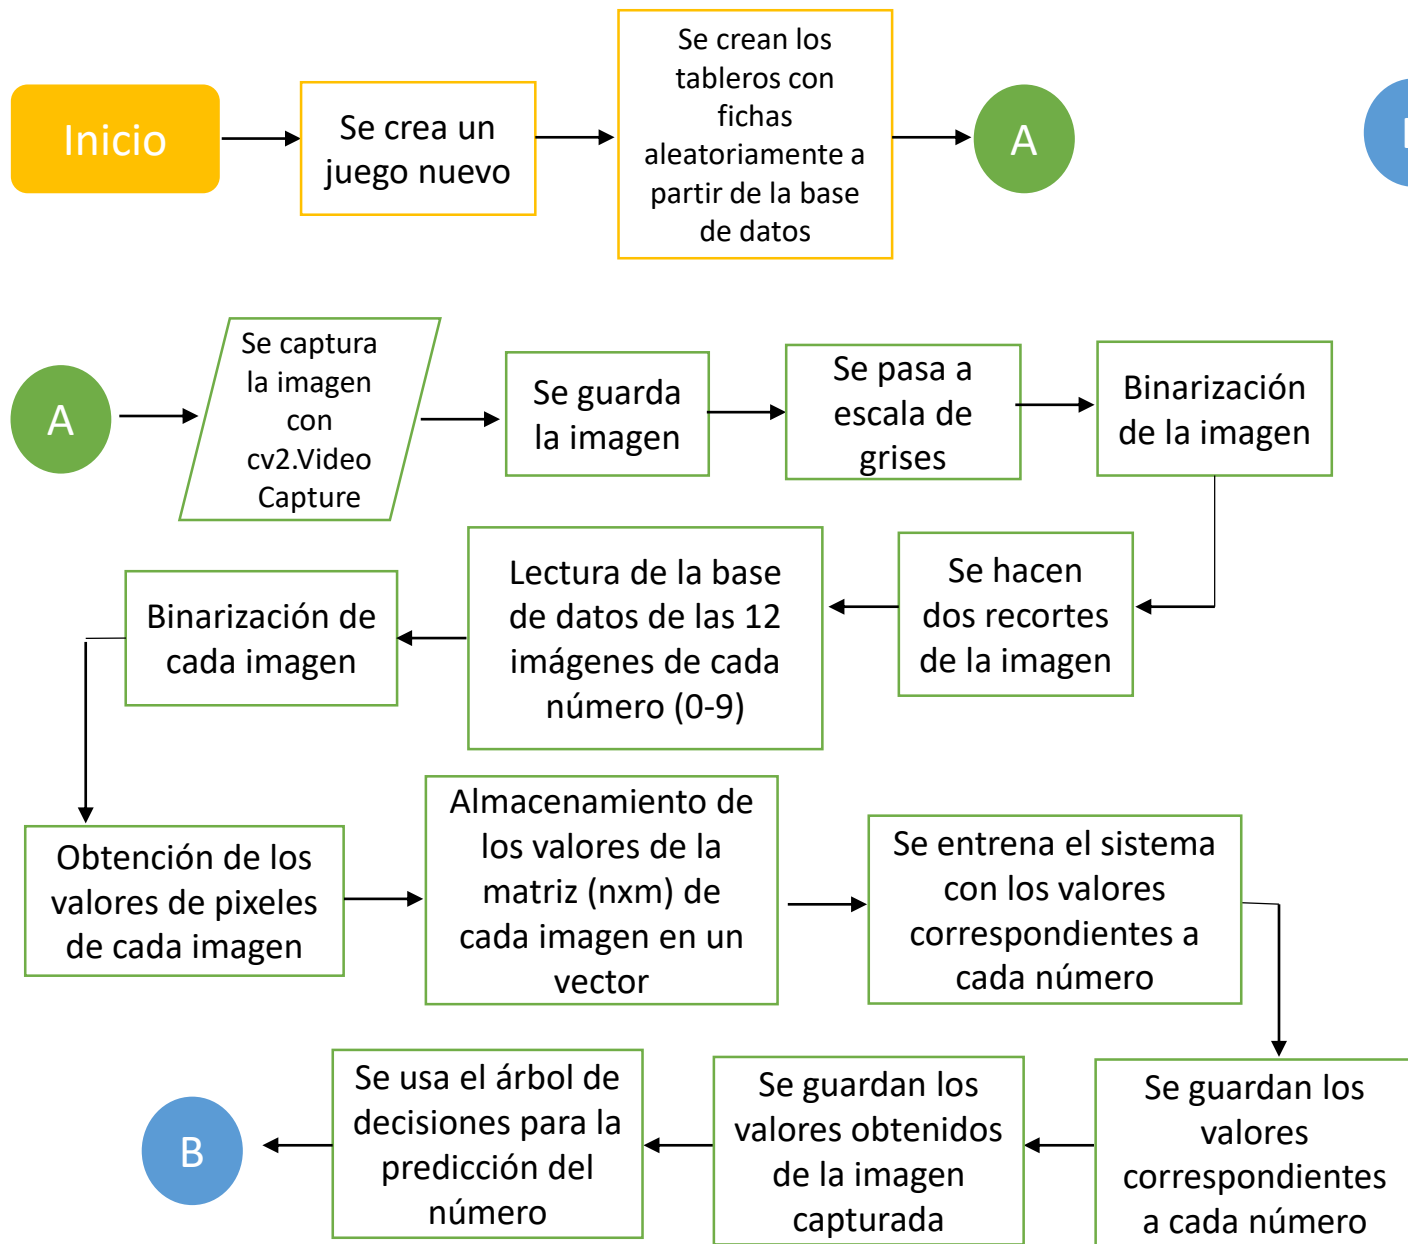 Inicio
Se crea un
juego nuevo
Se crean los
tableros con
fichas
aleatoriamente a
partir de la base
de datos
A
A
Se captura
la imagen
con
cv2.Video
Capture
Se guarda
la imagen
Se pasa a
escala de
grises
Binarización
de la imagen
Se hacen
dos recortes
de la imagen
Lectura de la base
de datos de las 12
imágenes de cada
número (0-9)
Binarización de
cada imagen
Obtención de los
valores de pixeles
de cada imagen
Almacenamiento de
los valores de la
matriz (nxm) de
cada imagen en un
vector
Se entrena el sistema
con los valores
correspondientes a
cada número
Se guardan los
valores
correspondientes
a cada número
Se guardan los
valores obtenidos
de la imagen
capturada
Se usa el árbol de
decisiones para la
predicción del
número
B